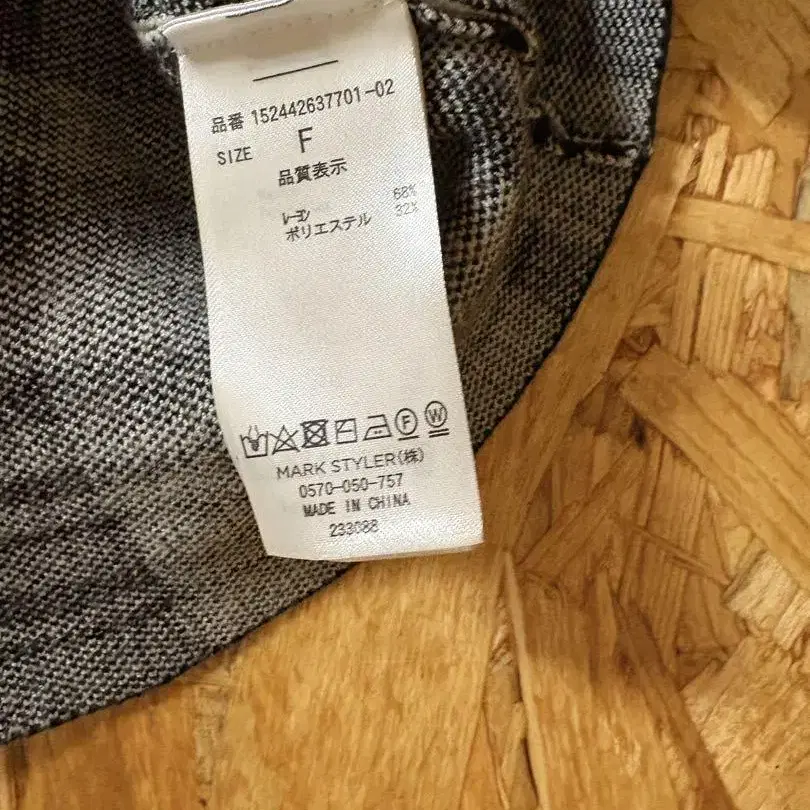 品番 152442637701-02
SIZE F
品質表示
レーヨン 68%
ポリエステル 32%
F W
MARK STYLER(株)
0570-050-757
MADE IN CHINA
233088